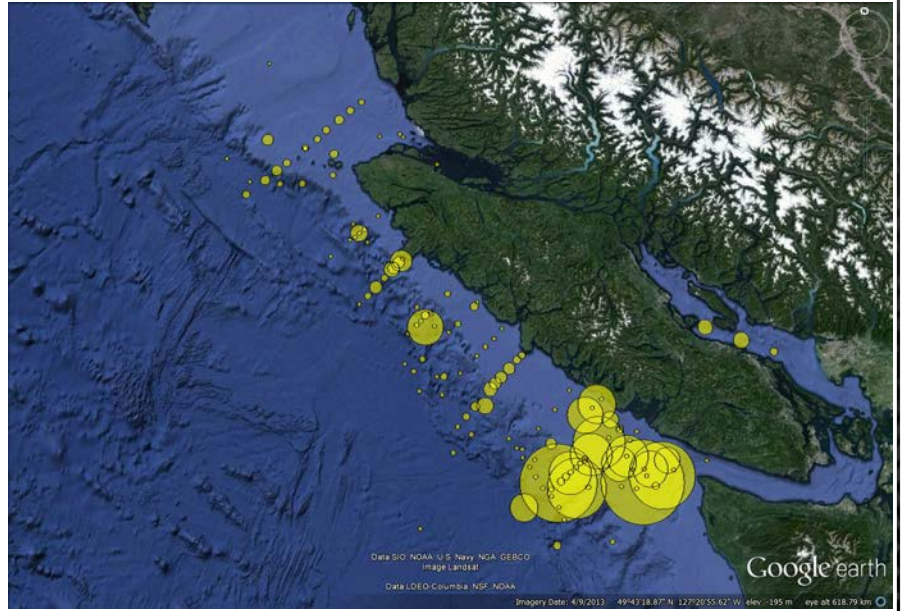 N
Data SIO, NOAA, U.S. Navy, NGA, GEBCO
Image Landsat
Data LDEO-Columbia, NSF, NOAA
Google earth
Imagery Date: 4/9/2013 49°43'18.87" N 127°20'55.62" W elev -195 m eye alt 618.79 km